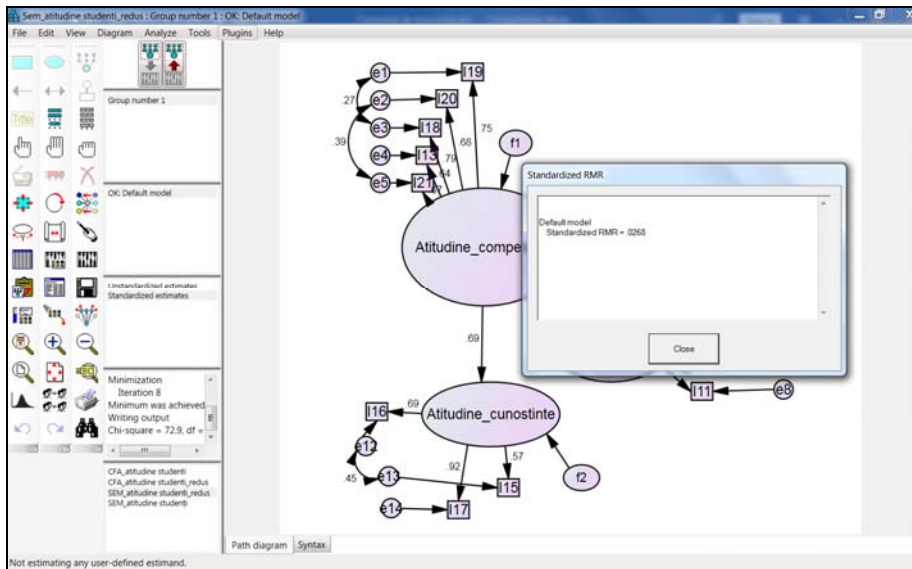 Sem_atitudine studenti_redus : Group number 1 : OK: Default model
File Edit View Diagram Analyze Tools Plugins Help
Title
Group number 1
OK: Default model
Unstandardized estimates
Standardized estimates
Minimization
Iteration 8
Minimum was achieved
Writing output
Chi-square = 72.9, df =
CFA_atitudine studenti
CFA_atitudine studenti_redus
SEM_atitudine studenti_redus
SEM_atitudine studenti
e1
I19
.27
e2
I20
.75
e3
I18
.68
f1
.39
.79
e4
I13
.64
e5
I21
Atitudine_compe
Standardized RMR
Default model
Standardized RMR = .0268
Close
.69
I11
e8
I16
.69
Atitudine_cunostinte
e12
.92
.57
.45
e13
I15
f2
e14
I17
Path diagram Syntax
Not estimating any user-defined estimand.